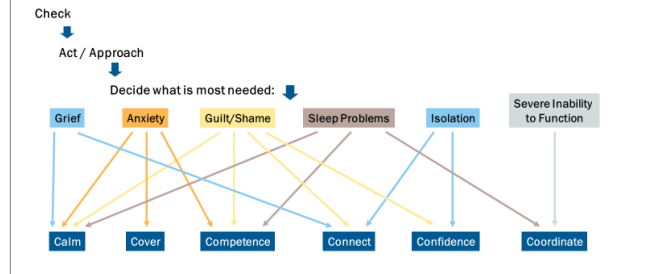 Check
Act / Approach
Decide what is most needed:
Grief
Anxiety
Guilt/Shame
Sleep Problems
Isolation
Severe Inability
to Function
Calm
Cover
Competence
Connect
Confidence
Coordinate